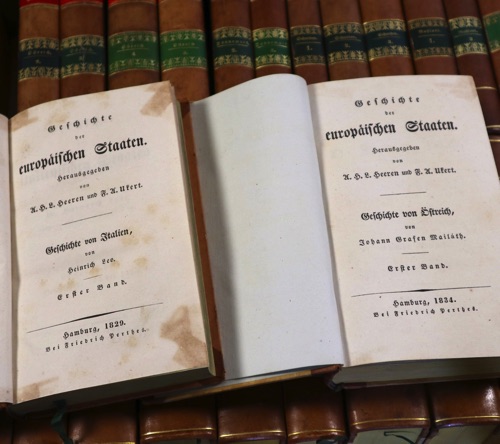 Geschichte
der
europäischen Staaten.
Herausgegeben
von
A. H. L. Heeren und F. A. Ukert.
Geschichte von Italien,
von
Heinrich Leo.
Erster Band.
Hamburg, 1829.
Bei Friedrich Perthes.
Geschichte
der
europäischen Staaten.
Herausgegeben
von
A. H. L. Heeren und F. A. Ukert.
Geschichte von Östreich,
von
Johann Grafen Mailáth.
Erster Band.
Hamburg, 1834.
Bei Friedrich Perthes.